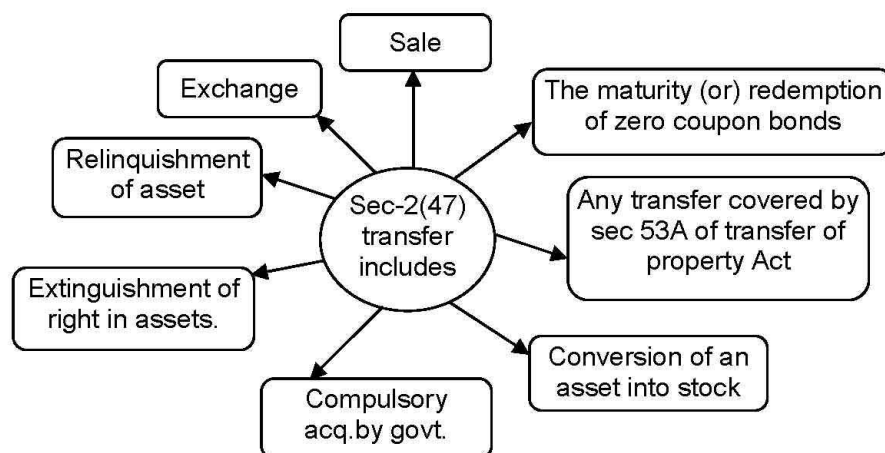 Sale
Exchange
The maturity (or) redemption
of zero coupon bonds
Relinquishment
of asset
Sec-2(47)
transfer
includes
Any transfer covered by
sec 53A of transfer of
property Act
Extinguishment of
right in assets.
Conversion of an
asset into stock
Compulsory
acq.by govt.